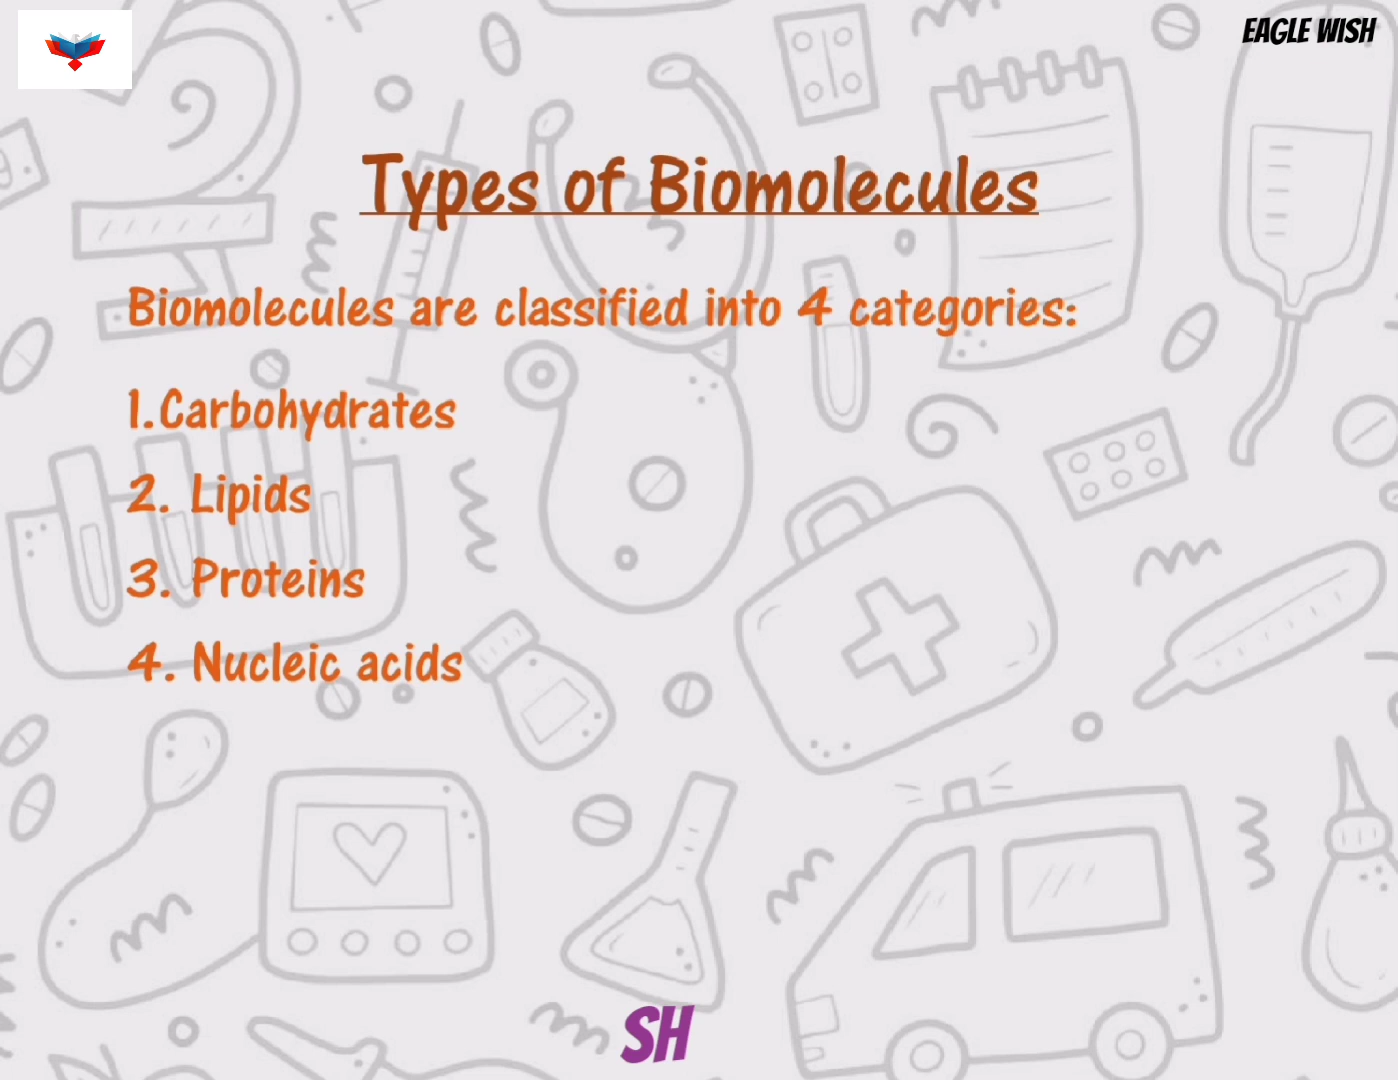 EAGLE WISH
Types of Biomolecules
Biomolecules are classified into 4 categories:
1.Carbohydrates
2. Lipids
3. Proteins
4. Nucleic acids
SH